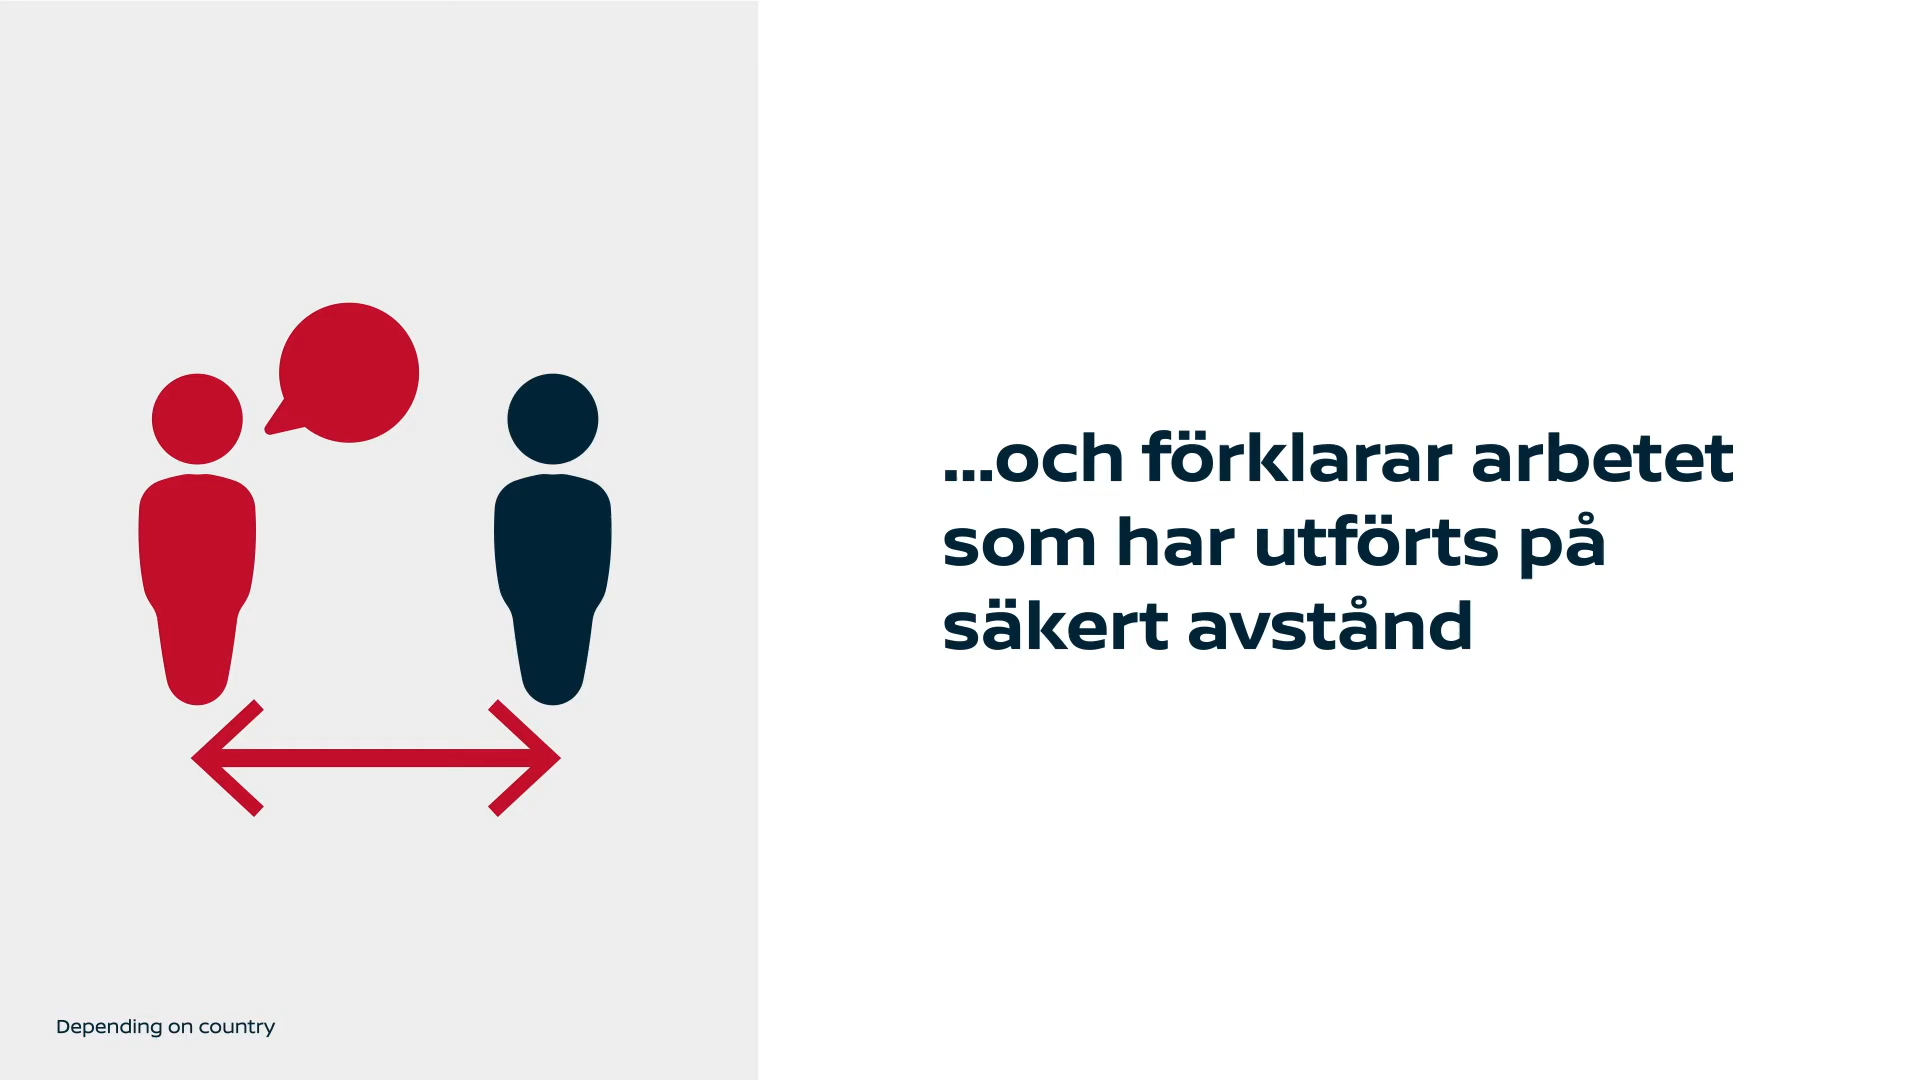 ...och förklarar arbetet
som har utförts på
säkert avstånd
Depending on country